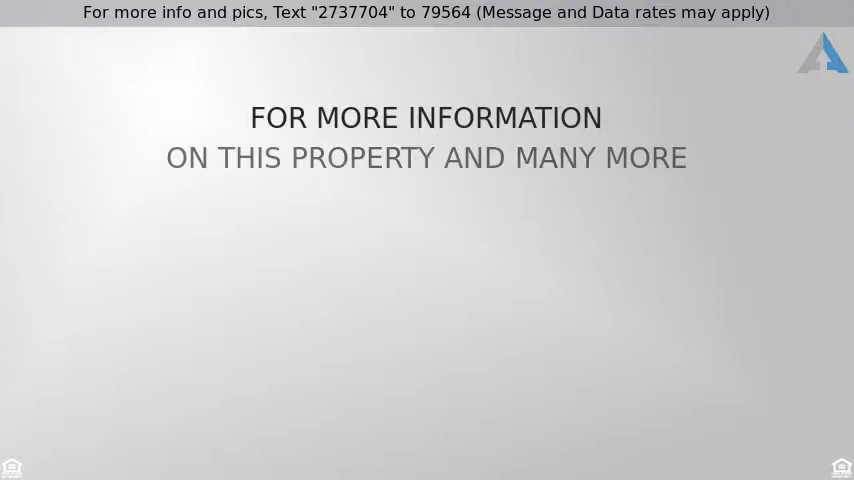 For more info and pics, Text "2737704" to 79564 (Message and Data rates may apply)
FOR MORE INFORMATION
ON THIS PROPERTY AND MANY MORE